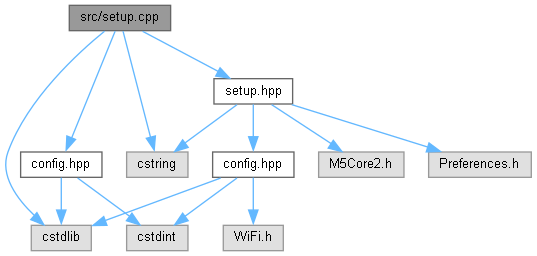 src/setup.cpp
setup.hpp
config.hpp
cstring
config.hpp
M5Core2.h
Preferences.h
cstdlib
cstdint
WiFi.h